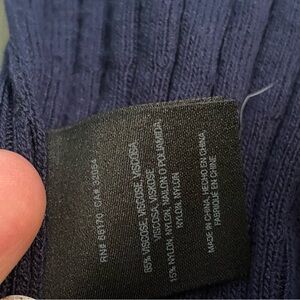 RN# 66170 CA# 33054
85% VISCOSE, VISCOSE, VISCOSA,
VISCOSA, VISKOSE
15% NYLON, NYLON, NAILON O POLIAMIDA,
NYLON, NYLON
MADE IN CHINA, HECHO EN CHINA,
FABRIQUÉ EN CHINE